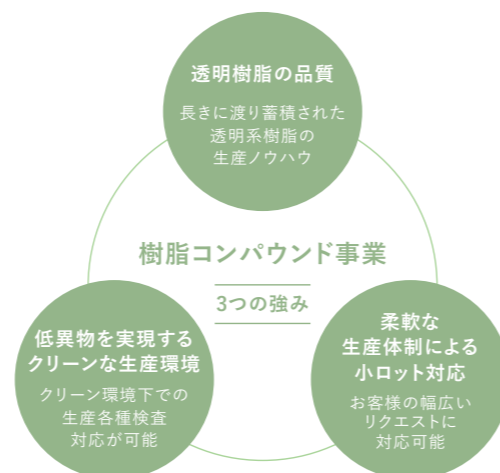 透明樹脂の品質
長きに渡り蓄積された
透明系樹脂の
生産ノウハウ
樹脂コンパウンド事業
3つの強み
低異物を実現する
クリーンな生産環境
クリーン環境下での
生産各種検査
対応が可能
柔軟な
生産体制による
小ロット対応
お客様の幅広い
リクエストに
対応可能